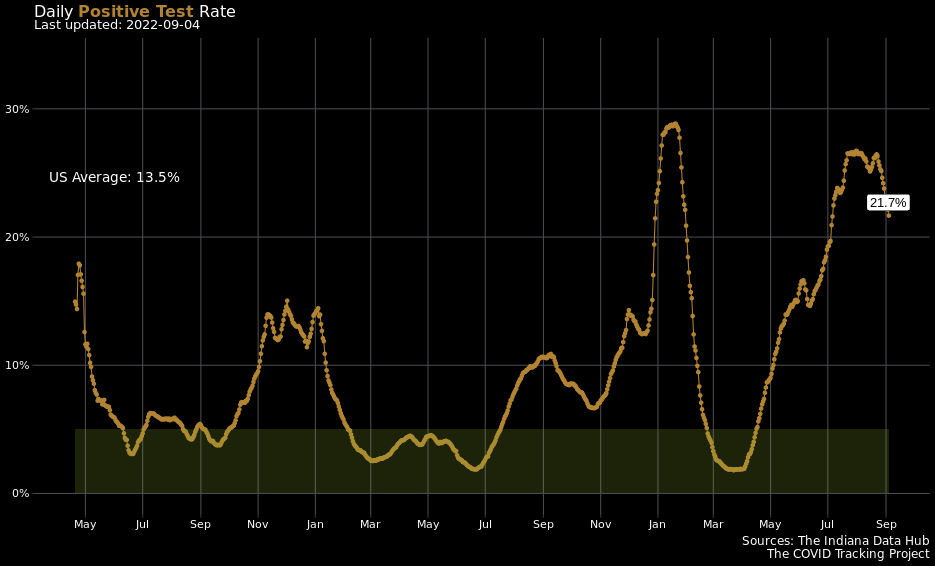 Daily Positive Test Rate
Last updated: 2022-09-04
30%
US Average: 13.5%
21.7%
20%
10%
0%
May Jul Sep Nov Jan Mar May Jul Sep Nov Jan Mar May Jul Sep
Sources: The Indiana Data Hub
The COVID Tracking Project